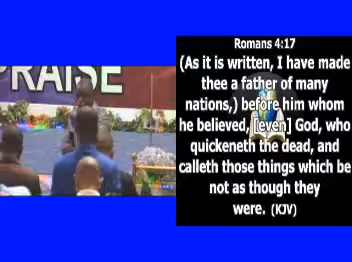 PRAISE
Romans 4:17
(As it is written, I have made
thee a father of many
nations,) before him whom
he believed, [even] God, who
quickeneth the dead, and
calleth those things which be
not as though they
were. (KJV)